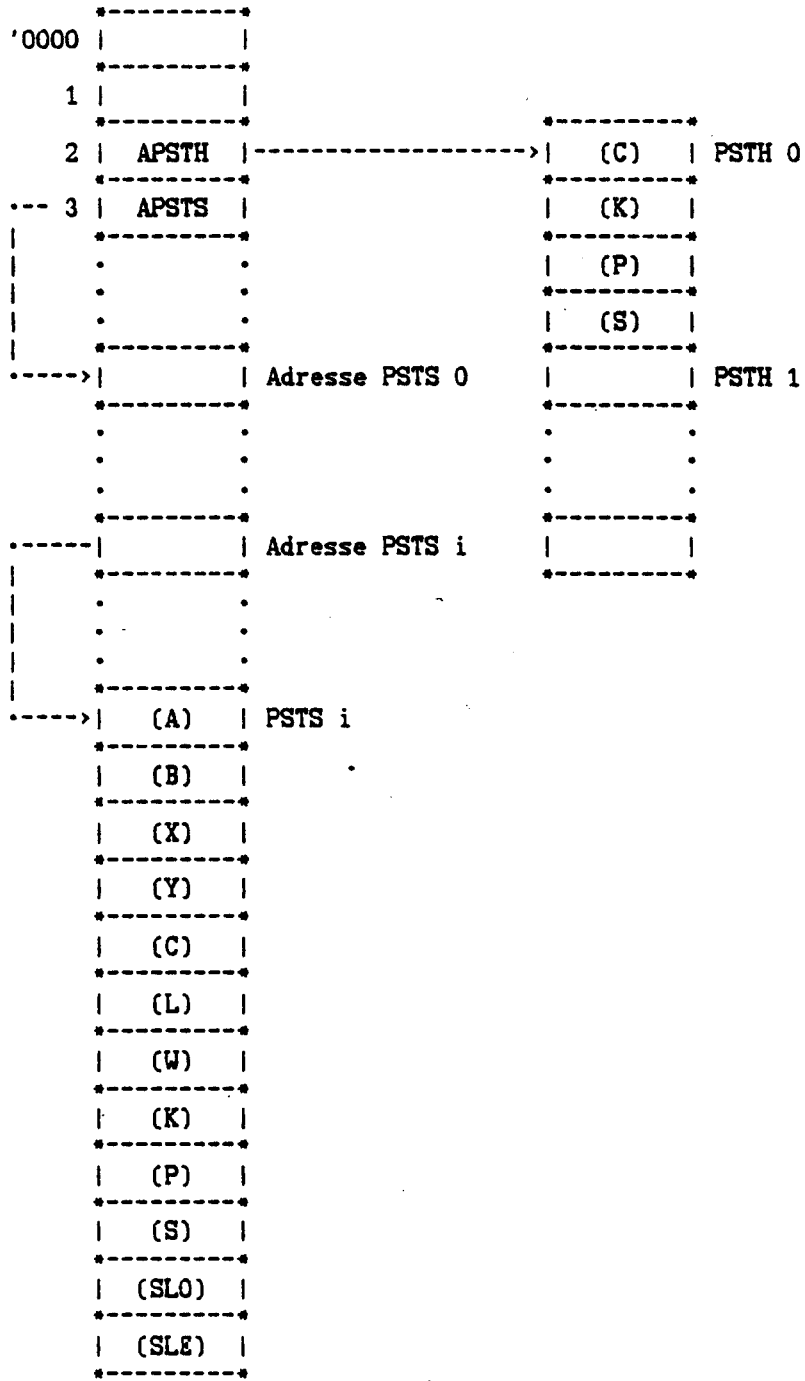 '0000
1
2 APSTH (C) PSTH 0
3 APSTS (K)
(P)
(S)
Adresse PSTS 0 PSTH 1
Adresse PSTS i
(A) PSTS i
(B)
(X)
(Y)
(C)
(L)
(W)
(K)
(P)
(S)
(SLO)
(SLE)